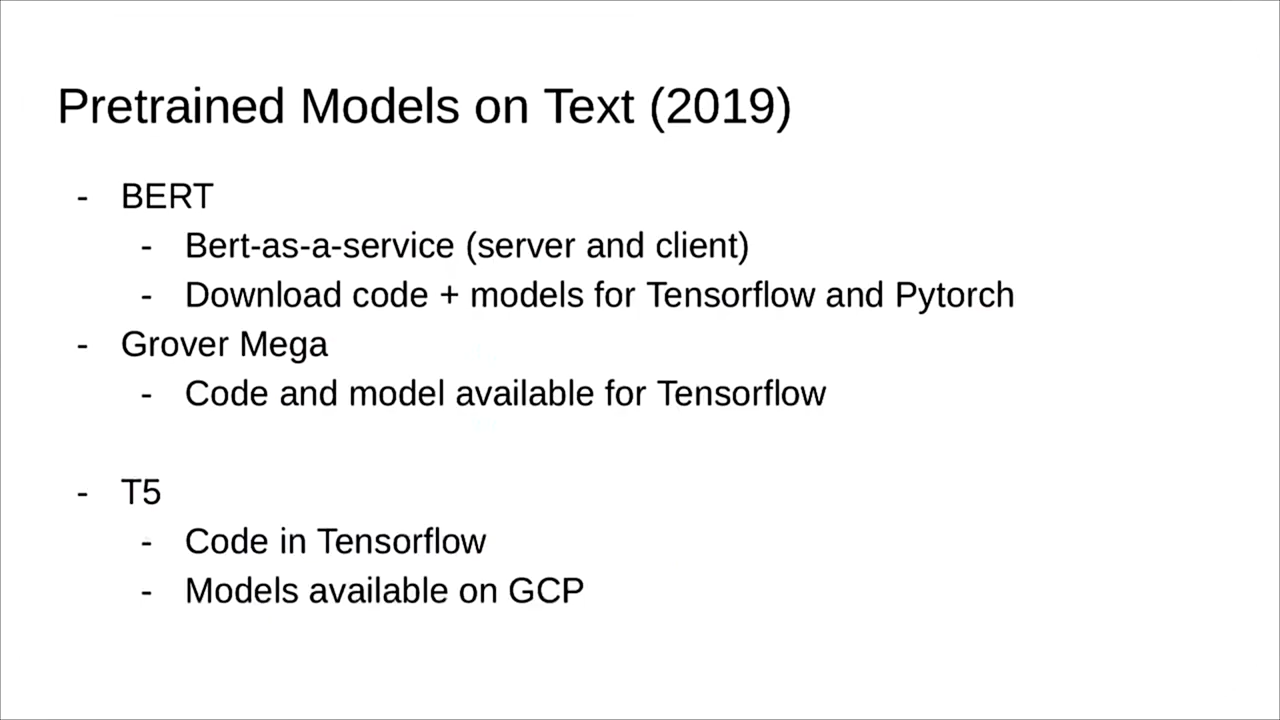 Pretrained Models on Text (2019)
- BERT
- Bert-as-a-service (server and client)
- Download code + models for Tensorflow and Pytorch
- Grover Mega
- Code and model available for Tensorflow
- T5
- Code in Tensorflow
- Models available on GCP